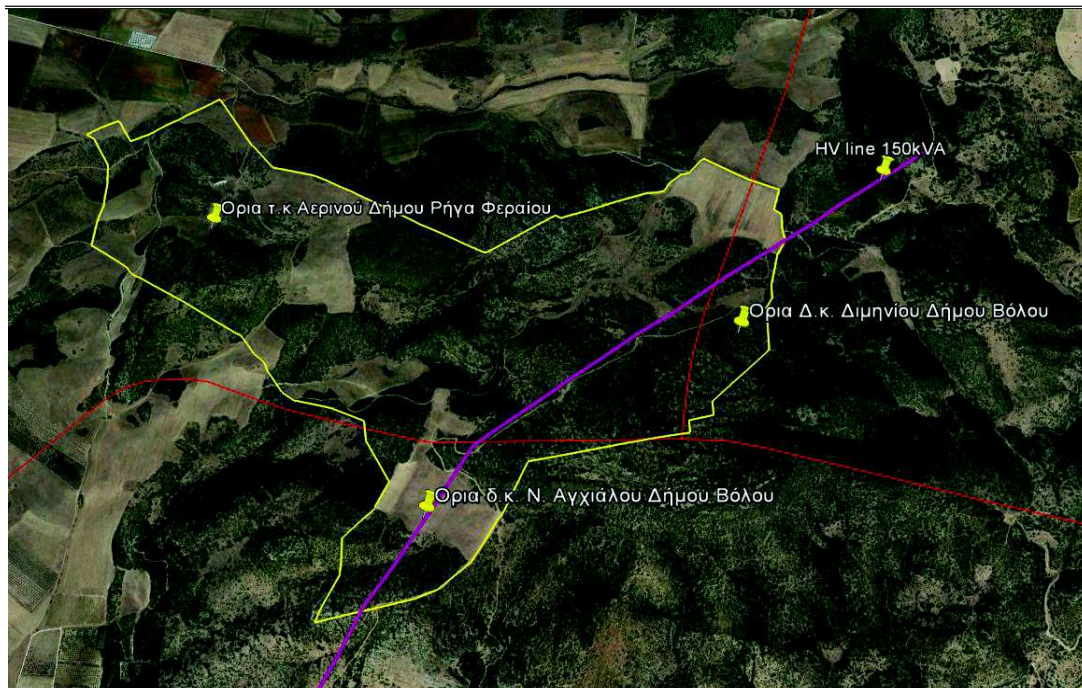 HV line 150kVA
Ορια τ.κ Αερινού Δήμου Ρήγα Φεραίου
Ορια Δ.κ. Διμηνίου Δήμου Βόλου
Ορια δ.κ. Ν. Αγχιάλου Δήμου Βόλου